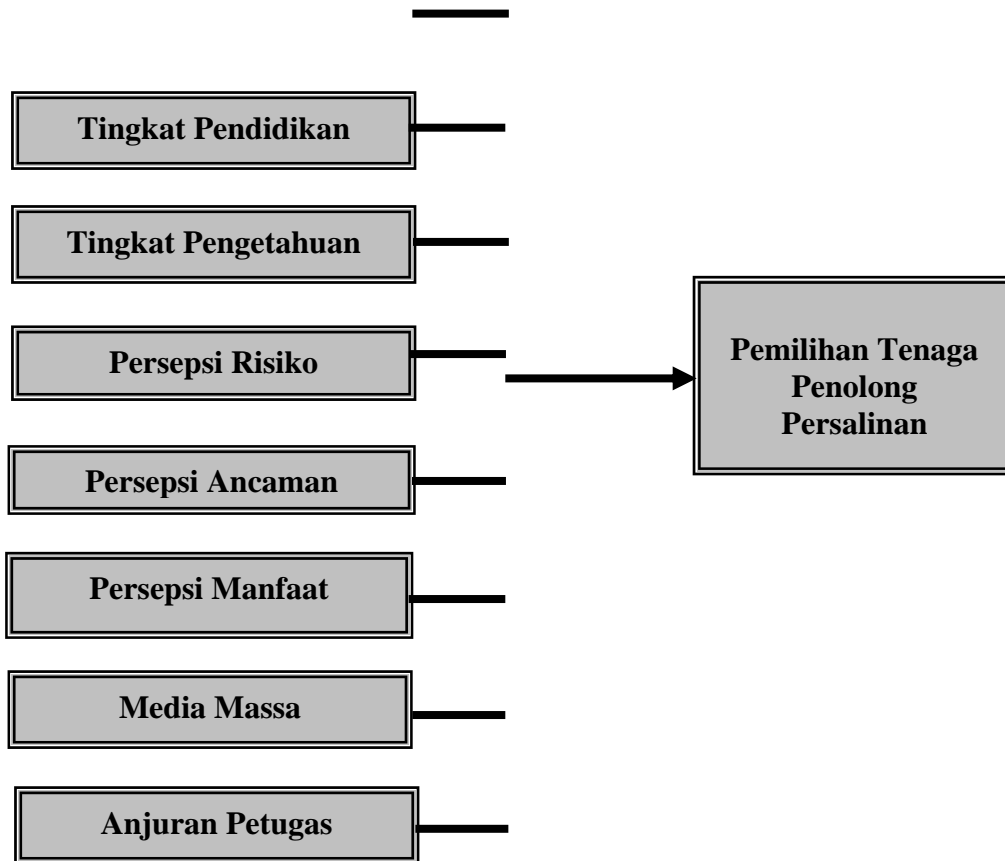 Tingkat Pendidikan
Tingkat Pengetahuan
Persepsi Risiko
Persepsi Ancaman
Persepsi Manfaat
Media Massa
Anjuran Petugas
Pemilihan Tenaga
Penolong
Persalinan